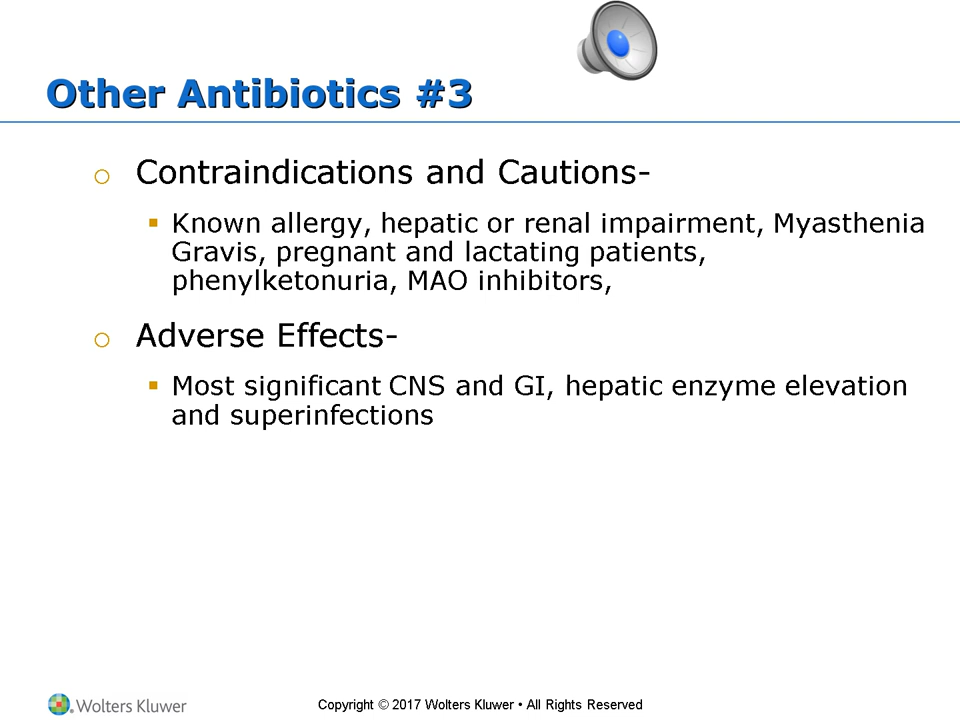 Other Antibiotics #3
o Contraindications and Cautions-
▪ Known allergy, hepatic or renal impairment, Myasthenia
Gravis, pregnant and lactating patients,
phenylketonuria, MAO inhibitors,
o Adverse Effects-
▪ Most significant CNS and GI, hepatic enzyme elevation
and superinfections
Wolters Kluwer
Copyright © 2017 Wolters Kluwer • All Rights Reserved